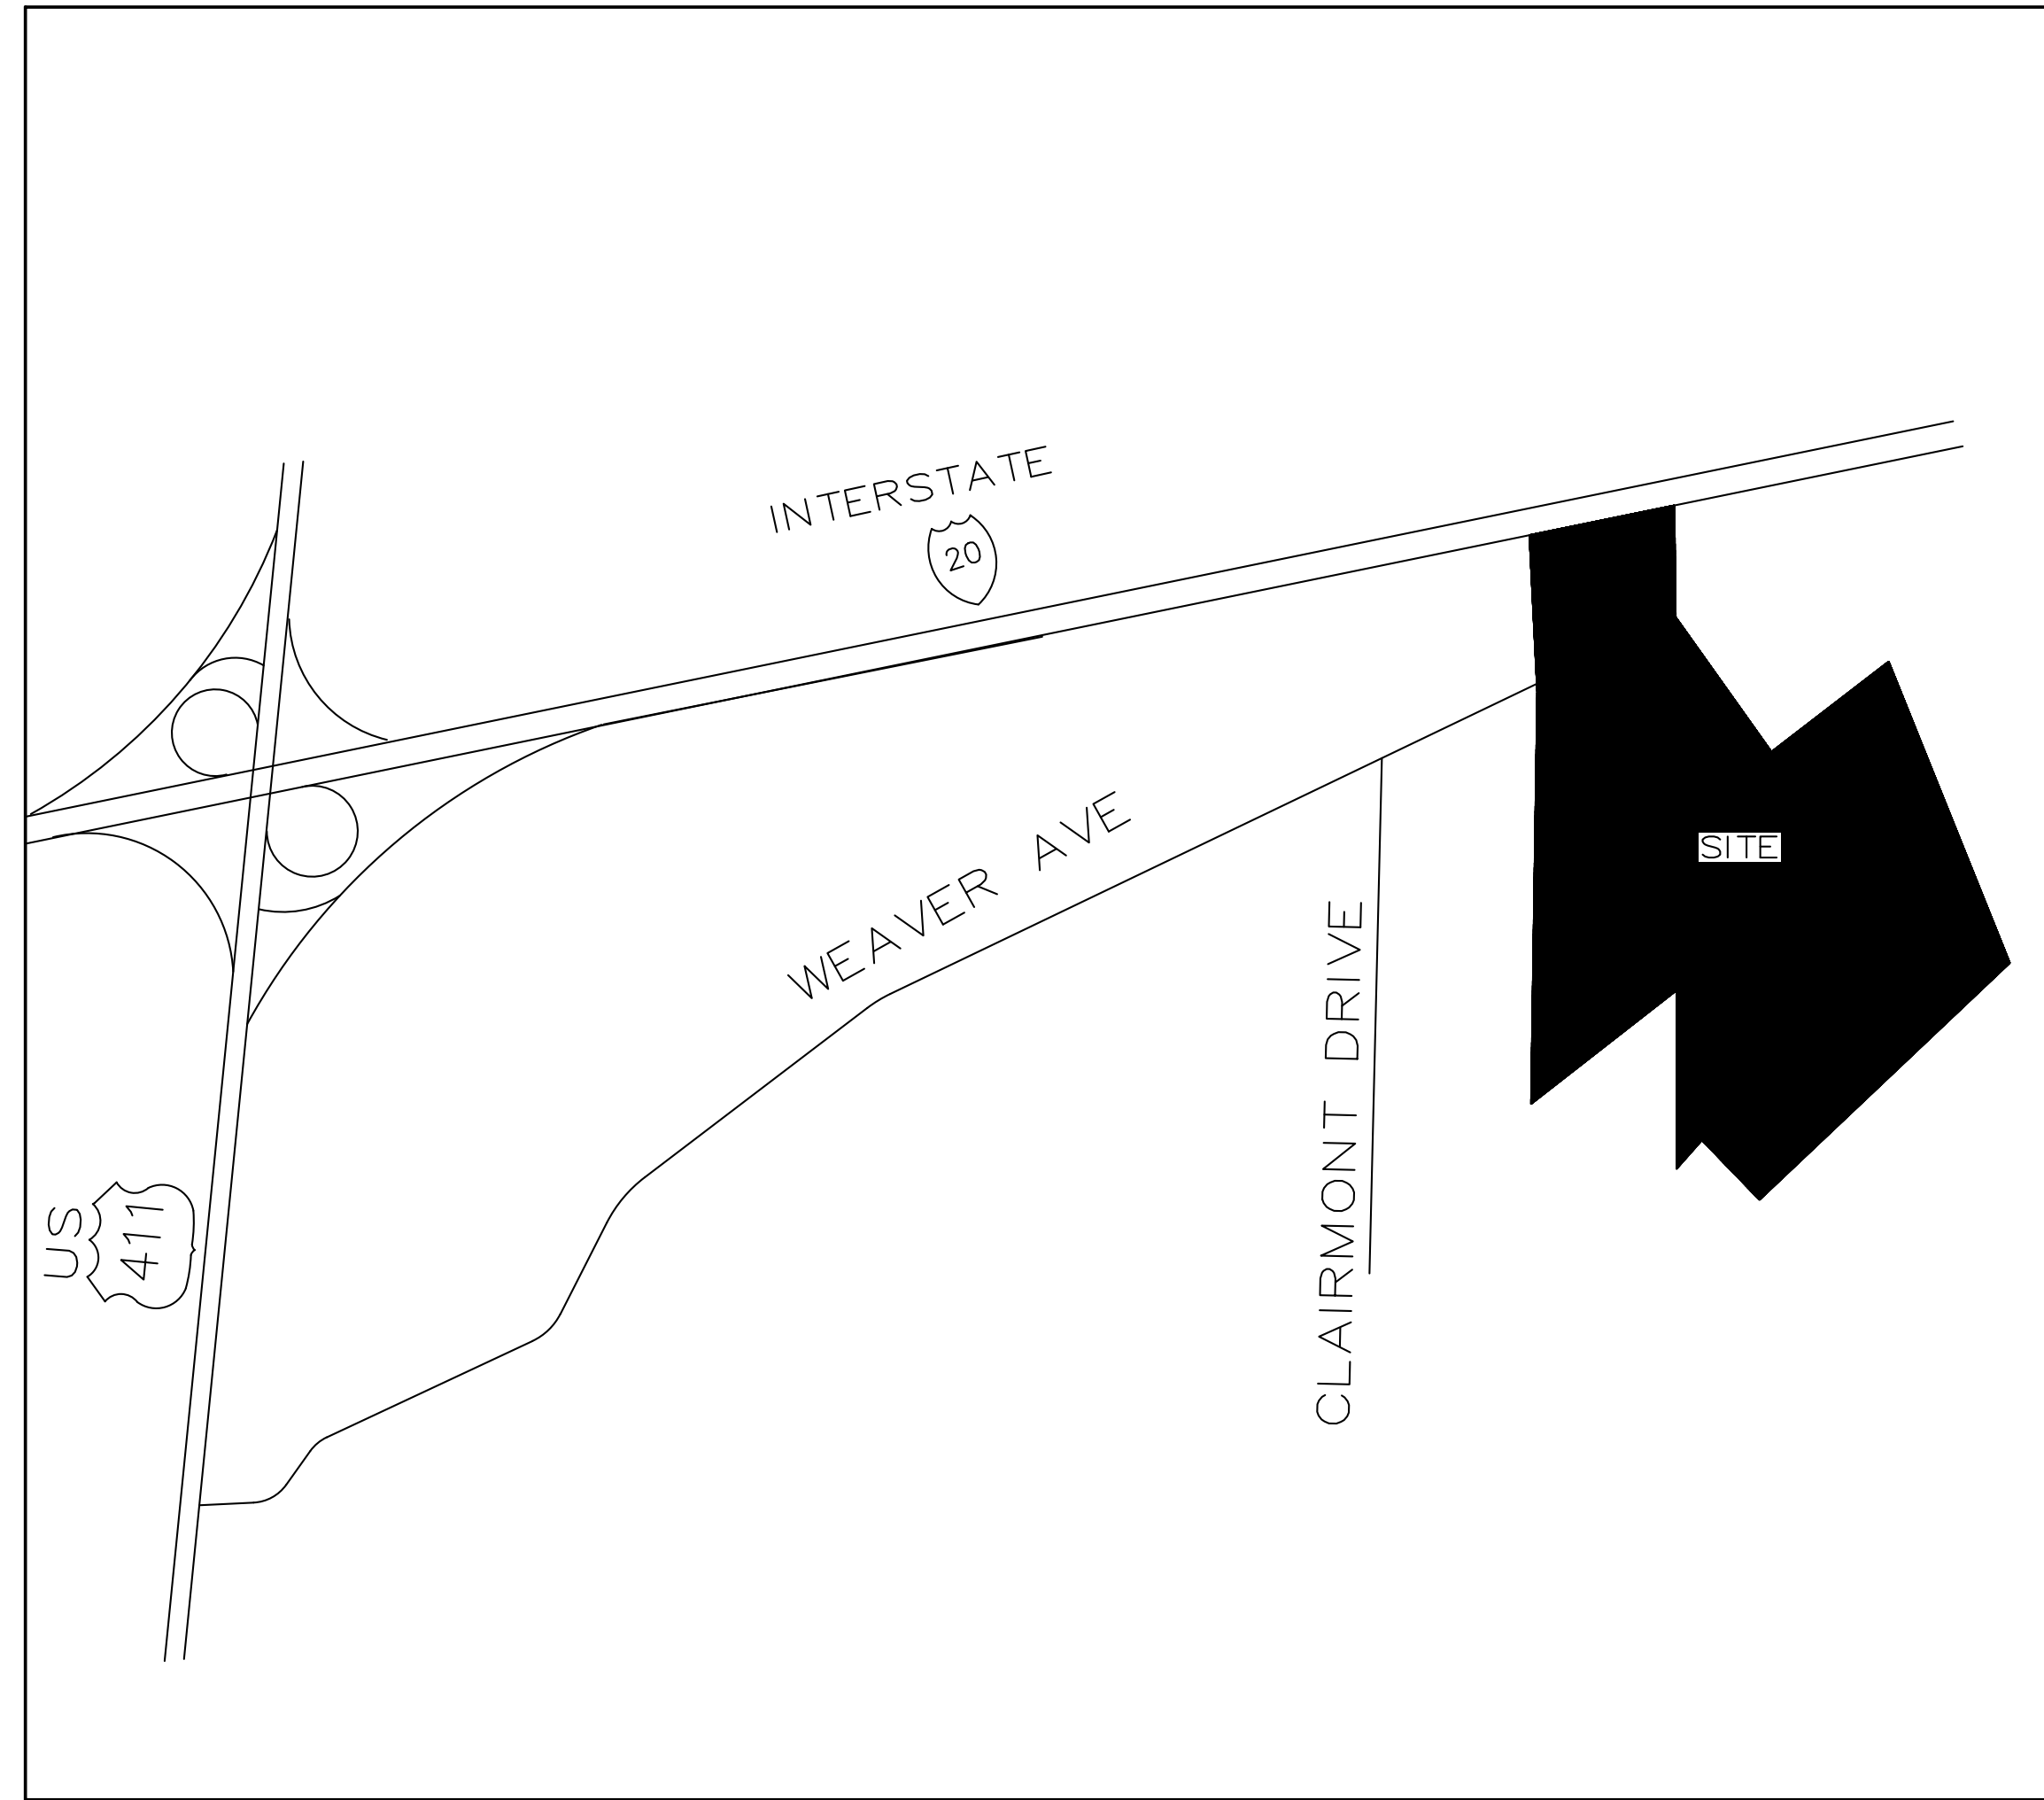 INTERSTATE
20
WEAVER AVE
SITE
CLAIRMONT DRIVE
US
411